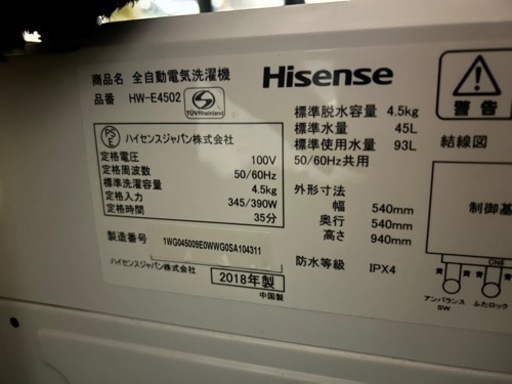 商品名 全自動電気洗濯機
Hisense
品番 HW-E4502
TÜVRheinland
PSE
ハイセンスジャパン株式会社
定格電圧 100V
定格周波数 50/60Hz
標準洗濯容量 4.5kg
定格入力 345/390W
定格時間 35分
製造番号 1WG045009E0WWG0SA104311
ハイセンスジャパン株式会社
2018年製
中国製
標準脱水容量 4.5kg
標準水量 45L
標準使用水量 93L
50/60Hz共用
外形寸法
幅 540mm
奥行 540mm
高さ 940mm
防水等級 IPX4
警告
結線図
制御基
CN6
黄 黄 黄 黄
アンバランス
SW
ふたロック